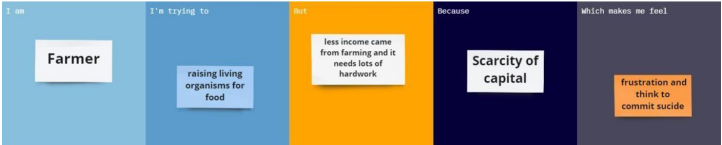 I am
Farmer
I'm trying to
raising living
organisms for
food
But
less income came
from farming and it
needs lots of
hardwork
Because
Scarcity of
capital
Which makes me feel
frustration and
think to
commit sucide